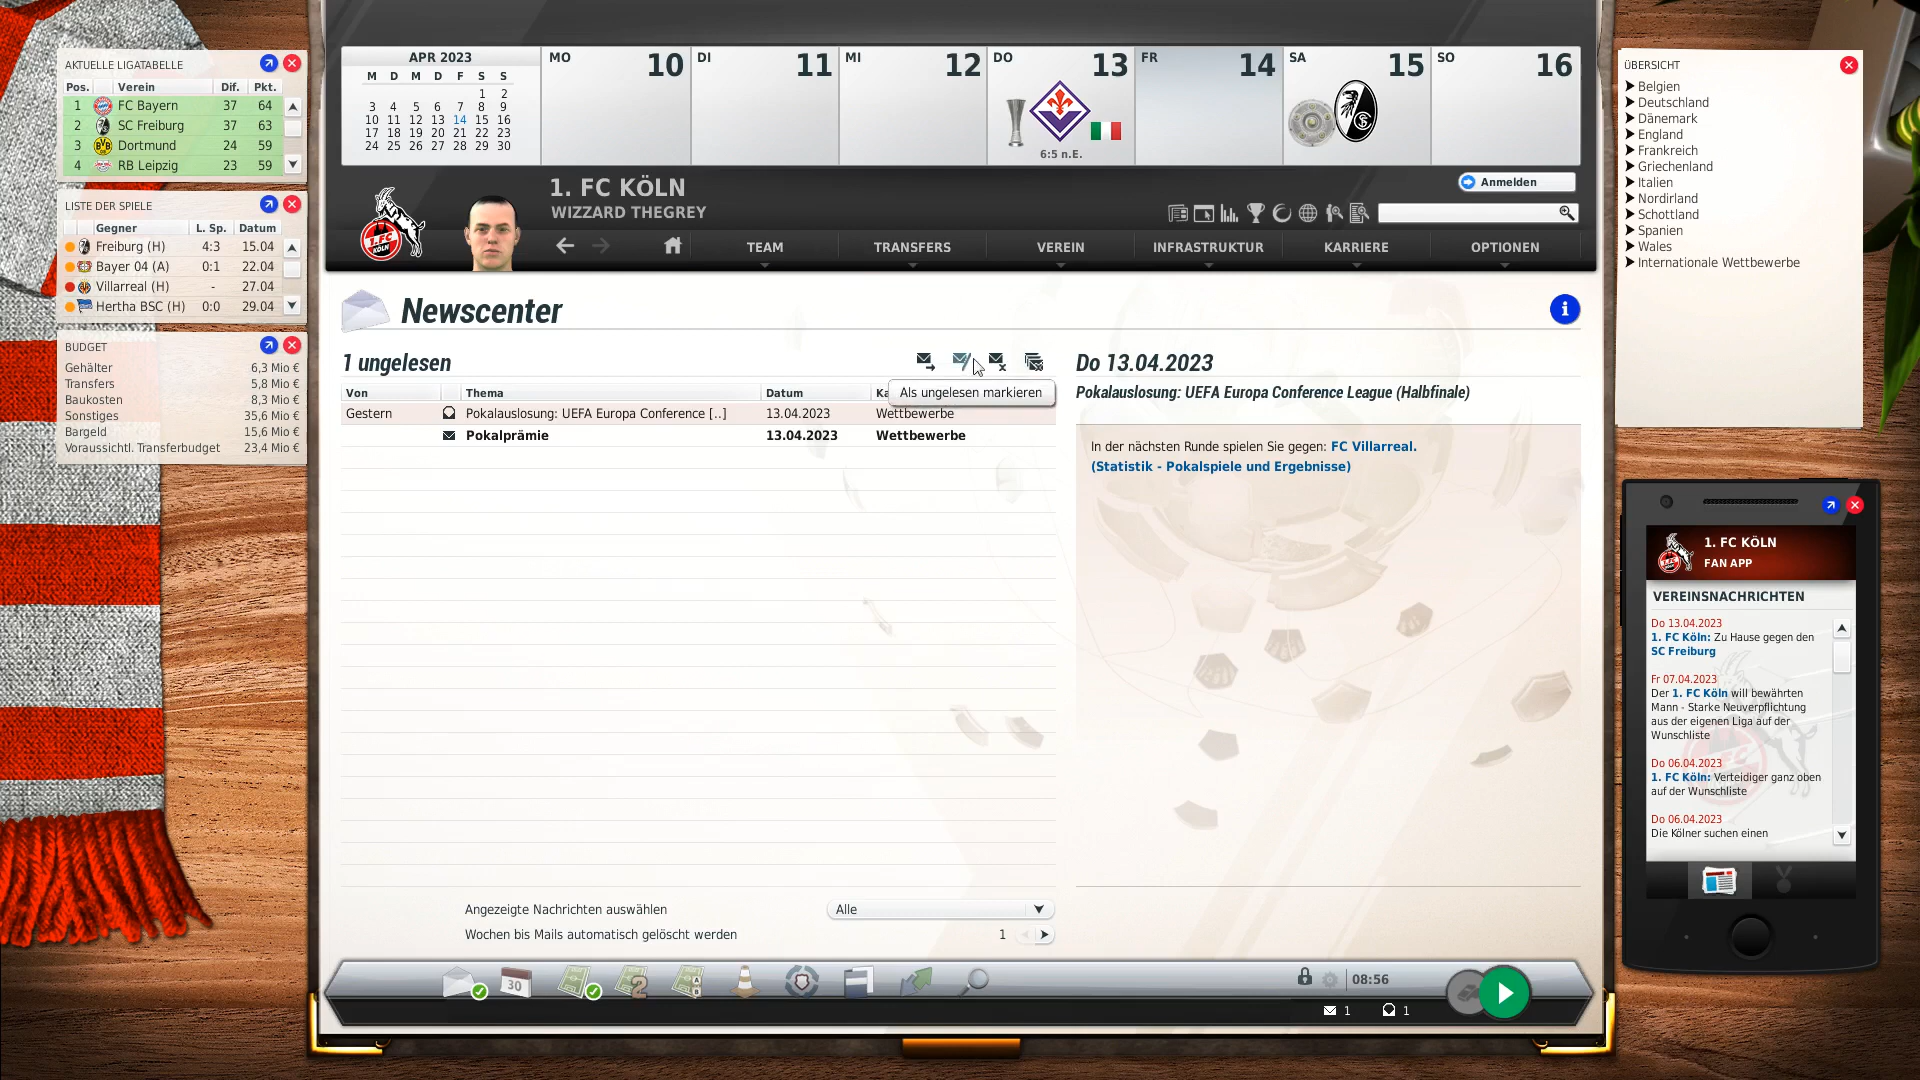 AKTUELLE LIGATABELLE
Pos. Verein Dif. Pkt.
1 FC Bayern 37 64
2 SC Freiburg 37 63
3 Dortmund 24 59
4 RB Leipzig 23 59
LISTE DER SPIELE
Gegner L. Sp. Datum
Freiburg (H) 4:3 15.04
Bayer 04 (A) 0:1 22.04
Villarreal (H) - 27.04
Hertha BSC (H) 0:0 29.04
BUDGET
Gehälter 6,3 Mio €
Transfers 5,8 Mio €
Baukosten 8,3 Mio €
Sonstiges 35,6 Mio €
Bargeld 15,6 Mio €
Voraussichtl. Transferbudget 23,4 Mio €
APR 2023
M D M D F S S
1 2
3 4 5 6 7 8 9
10 11 12 13 14 15 16
17 18 19 20 21 22 23
24 25 26 27 28 29 30
MO 10 DI 11 MI 12 DO 13 FR 14 SA 15 SO 16
6:5 n.E.
1. FC KÖLN
WIZZARD THEGREY
Anmelden
1.FC
KÖLN
TEAM TRANSFERS VEREIN INFRASTRUKTUR KARRIERE OPTIONEN
Newscenter
1 ungelesen
Von Thema Datum Ka
Als ungelesen markieren
Gestern Pokalauslosung: UEFA Europa Conference [..] 13.04.2023 Wettbewerbe
Pokalprämie 13.04.2023 Wettbewerbe
Angezeigte Nachrichten auswählen Alle
Wochen bis Mails automatisch gelöscht werden 1
Do 13.04.2023
Pokalauslosung: UEFA Europa Conference League (Halbfinale)
In der nächsten Runde spielen Sie gegen: FC Villarreal.
(Statistik - Pokalspiele und Ergebnisse)
30
2
08:56
1 1
ÜBERSICHT
Belgien
Deutschland
Dänemark
England
Frankreich
Griechenland
Italien
Nordirland
Schottland
Spanien
Wales
Internationale Wettbewerbe
1. FC KÖLN
FAN APP
VEREINSNACHRICHTEN
Do 13.04.2023
1. FC Köln: Zu Hause gegen den
SC Freiburg
Fr 07.04.2023
Der 1. FC Köln will bewährten
Mann - Starke Neuverpflichtung
aus der eigenen Liga auf der
Wunschliste
Do 06.04.2023
1. FC Köln: Verteidiger ganz oben
auf der Wunschliste
Do 06.04.2023
Die Kölner suchen einen